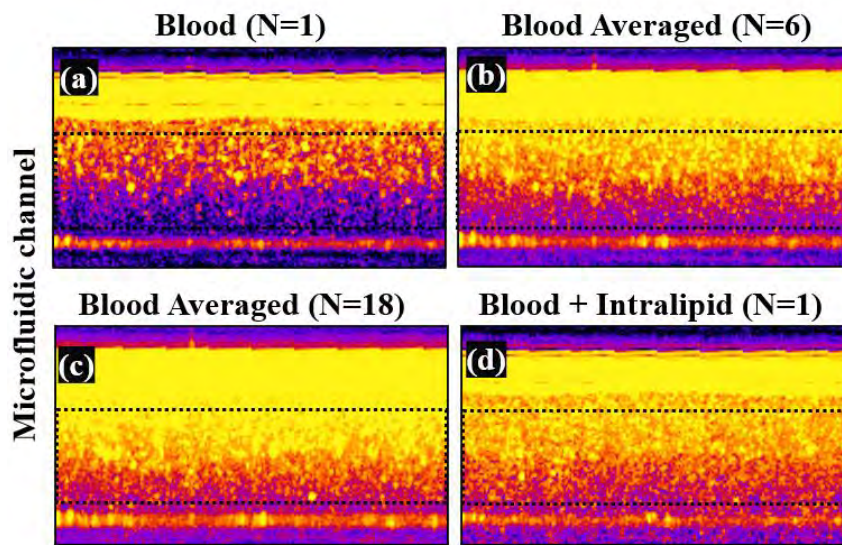 Blood (N=1)
Blood Averaged (N=6)
(a)
(b)
Microfluidic channel
Blood Averaged (N=18)
Blood + Intralipid (N=1)
(c)
(d)